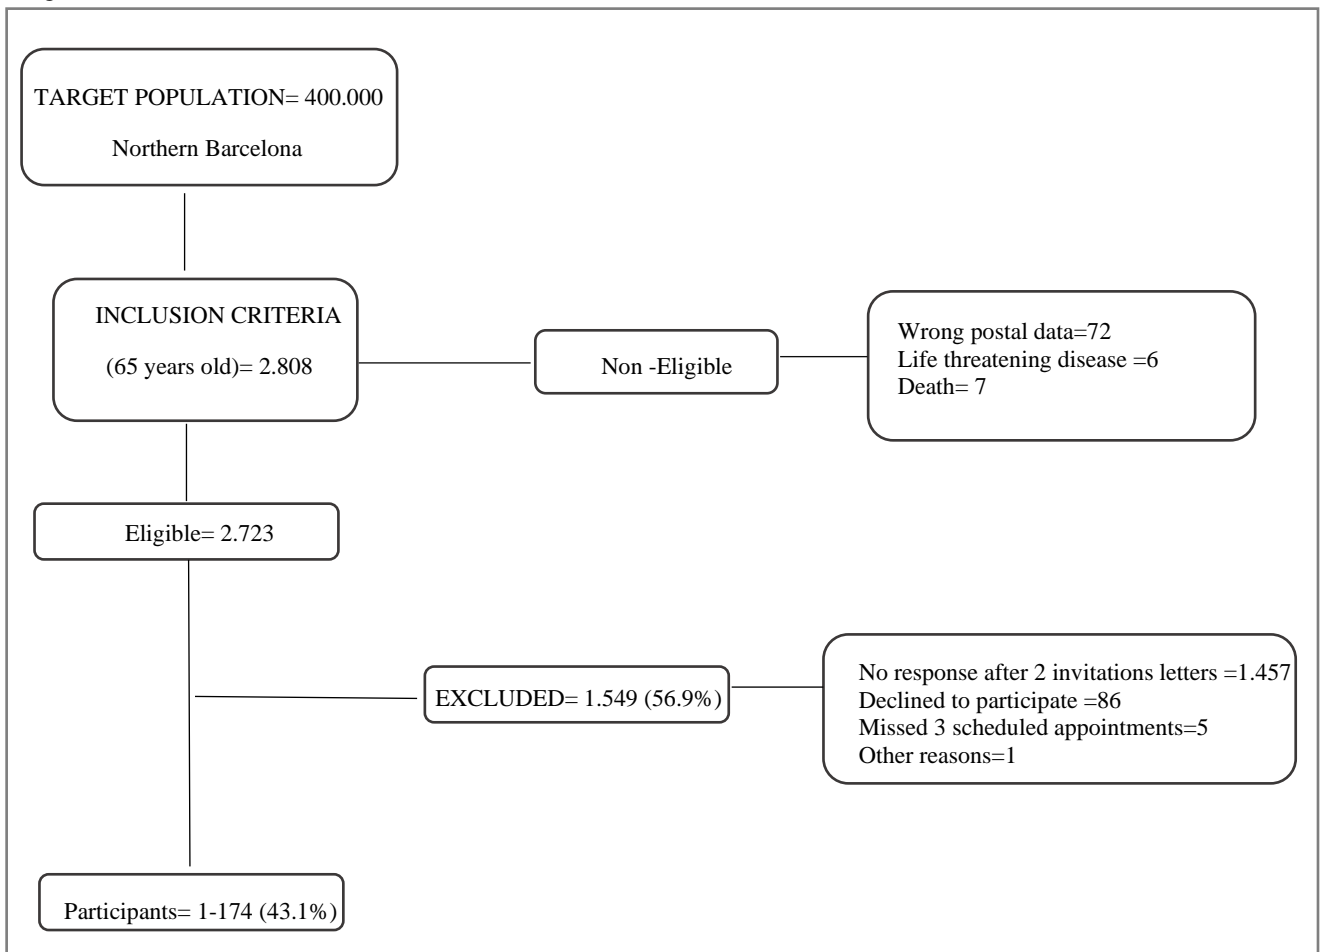 TARGET POPULATION= 400.000
Northern Barcelona
INCLUSION CRITERIA
(65 years old)= 2.808
Non -Eligible
Wrong postal data=72
Life threatening disease =6
Death= 7
Eligible= 2.723
EXCLUDED= 1.549 (56.9%)
No response after 2 invitations letters =1.457
Declined to participate =86
Missed 3 scheduled appointments=5
Other reasons=1
Participants= 1-174 (43.1%)